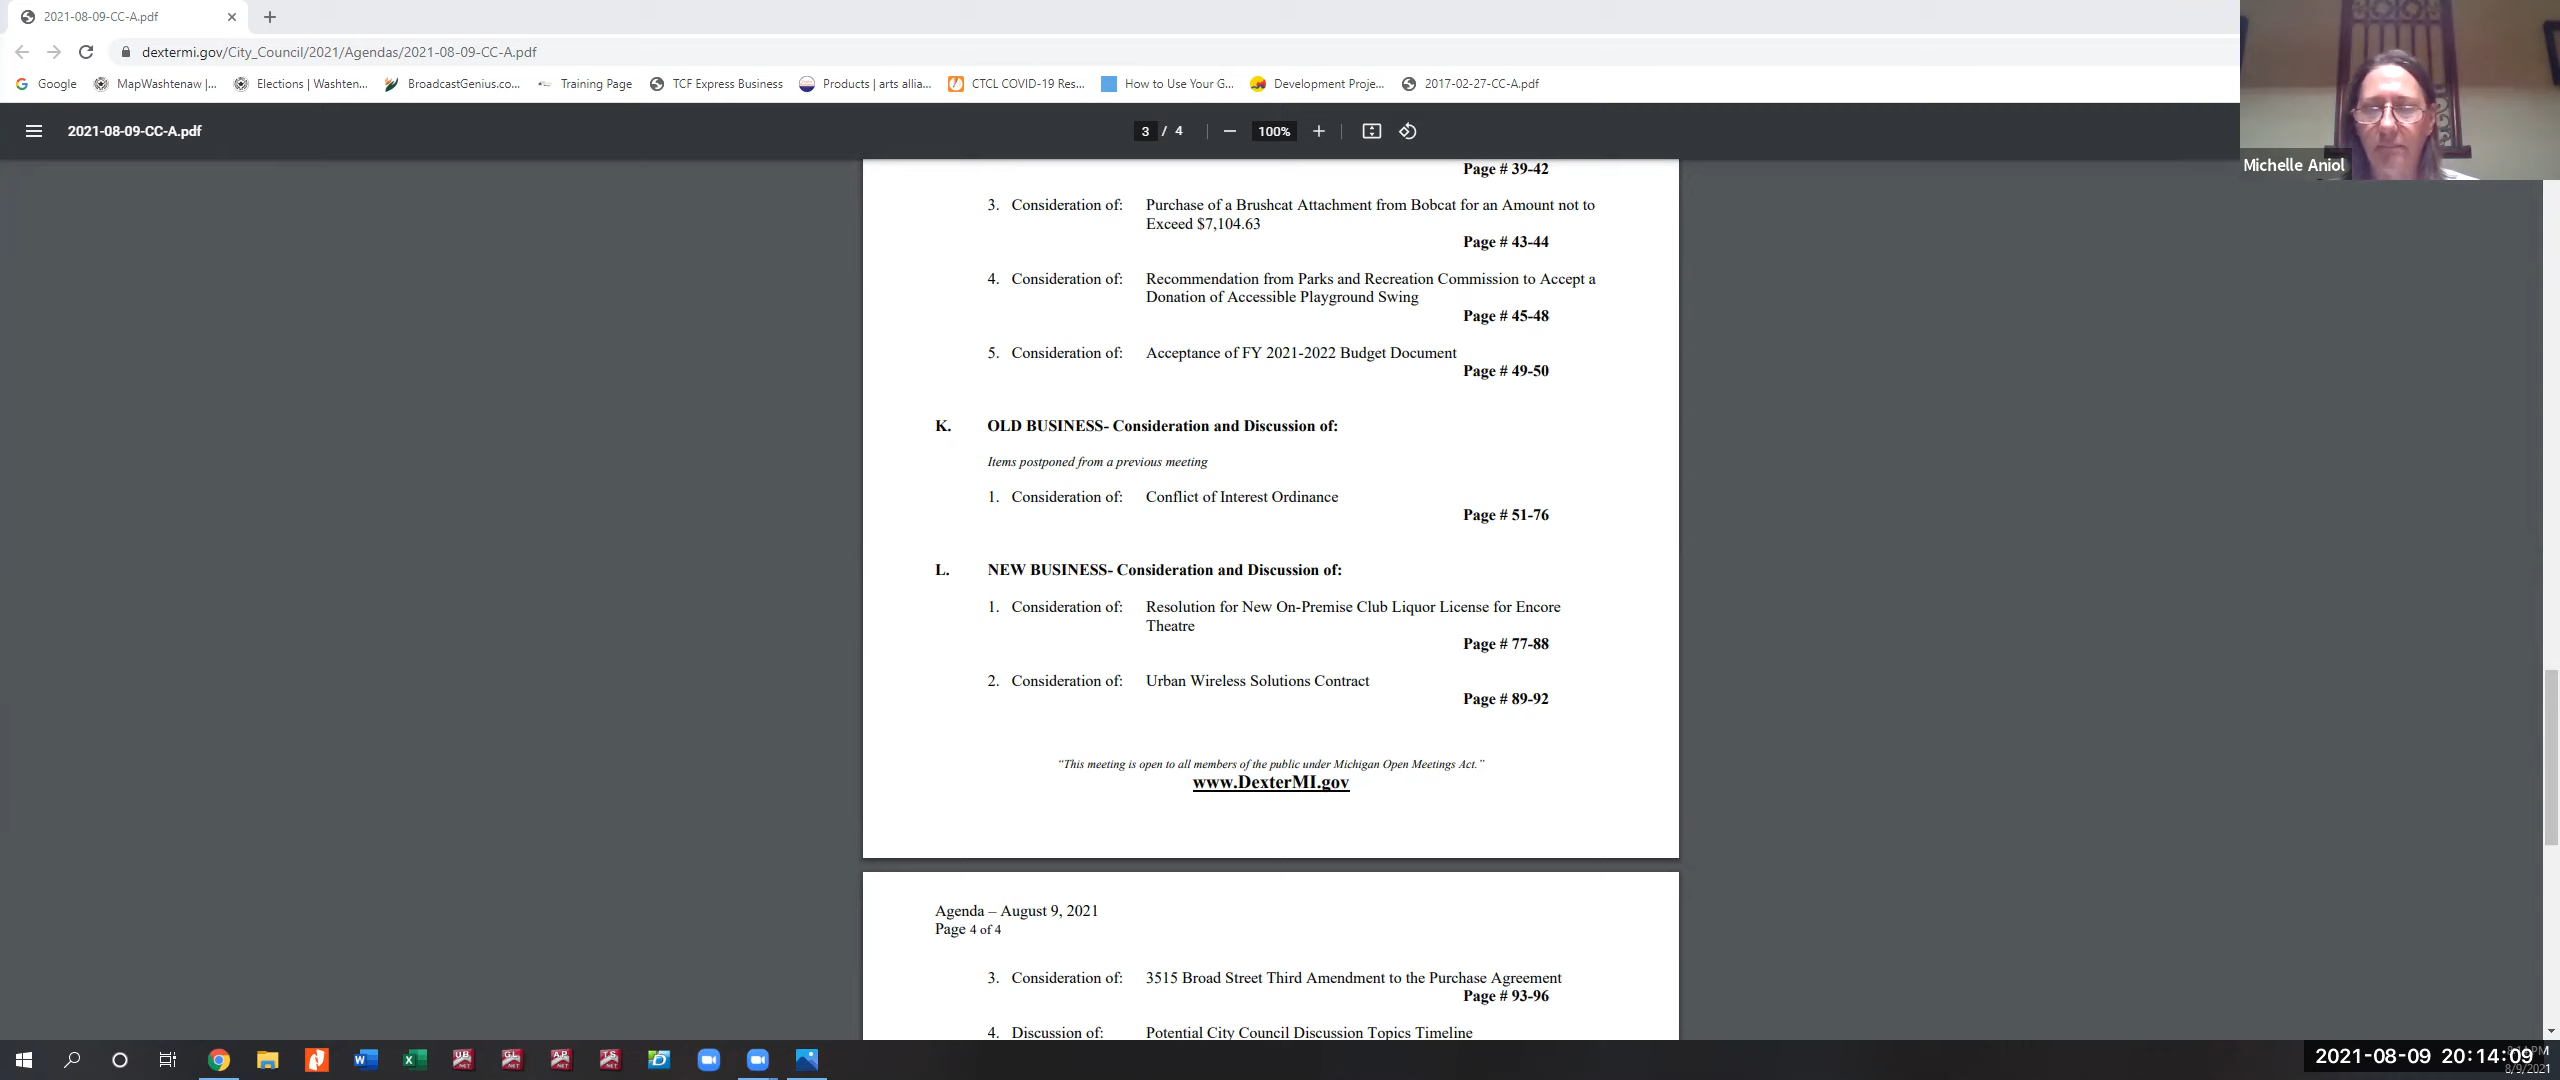 2021-08-09-CC-A.pdf
dextermi.gov/City_Council/2021/Agendas/2021-08-09-CC-A.pdf
Google MapWashtenaw |... Elections | Washten... BroadcastGenius.co... Training Page TCF Express Business Products | arts allia... CTCL COVID-19 Res... How to Use Your G... Development Proje... 2017-02-27-CC-A.pdf
2021-08-09-CC-A.pdf 3 / 4 100%
Michelle Aniol
Page # 39-42
3. Consideration of: Purchase of a Brushcat Attachment from Bobcat for an Amount not to
Exceed $7,104.63
Page # 43-44
4. Consideration of: Recommendation from Parks and Recreation Commission to Accept a
Donation of Accessible Playground Swing
Page # 45-48
5. Consideration of: Acceptance of FY 2021-2022 Budget Document
Page # 49-50
K. OLD BUSINESS- Consideration and Discussion of:
Items postponed from a previous meeting
1. Consideration of: Conflict of Interest Ordinance
Page # 51-76
L. NEW BUSINESS- Consideration and Discussion of:
1. Consideration of: Resolution for New On-Premise Club Liquor License for Encore
Theatre
Page # 77-88
2. Consideration of: Urban Wireless Solutions Contract
Page # 89-92
“This meeting is open to all members of the public under Michigan Open Meetings Act.”
www.DexterMI.gov
Agenda – August 9, 2021
Page 4 of 4
3. Consideration of: 3515 Broad Street Third Amendment to the Purchase Agreement
Page # 93-96
4. Discussion of: Potential City Council Discussion Topics Timeline
2021-08-09 20:14:09
8/9/2021